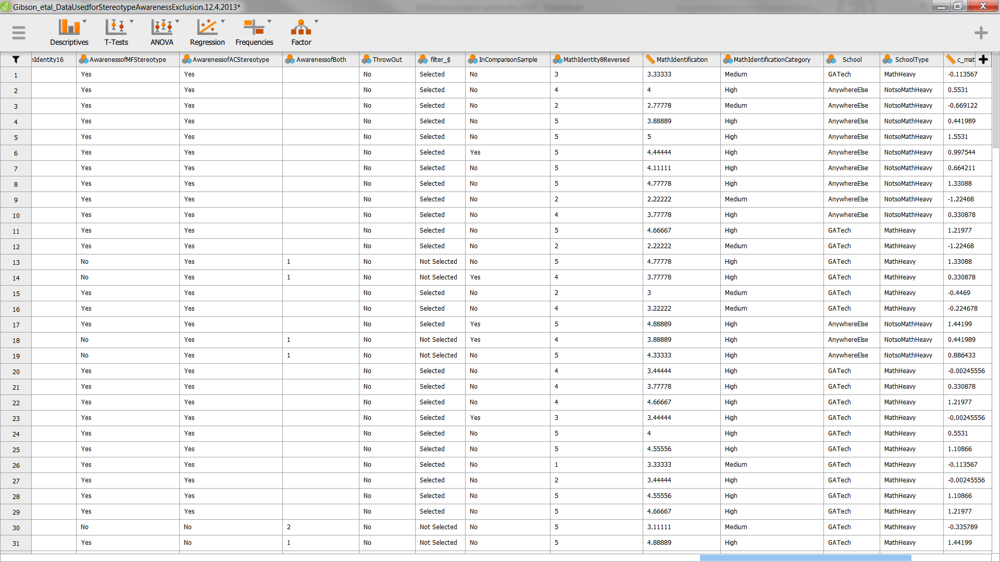 Gibson_etal_DataUsedforStereotypeAwarenessExclusion.12.4.2013*
Descriptives T-Tests ANOVA Regression Frequencies Factor
ıIdentity16 AwarenessofMFStereotype AwarenessofACStereotype AwarenessofBoth ThrowOut filter_$ InComparisonSample MathIdentity8Reversed MathIdentification MathIdentificationCategory School SchoolType c_mat
1 Yes Yes No Selected No 3 3.33333 Medium GATech MathHeavy -0.113567
2 Yes Yes No Selected No 4 4 High AnywhereElse NotsoMathHeavy 0.5531
3 Yes Yes No Selected No 2 2.77778 Medium AnywhereElse NotsoMathHeavy -0.669122
4 Yes Yes No Selected No 5 3.88889 High AnywhereElse NotsoMathHeavy 0.441989
5 Yes Yes No Selected No 5 5 High AnywhereElse NotsoMathHeavy 1.5531
6 Yes Yes No Selected Yes 5 4.44444 High AnywhereElse NotsoMathHeavy 0.997544
7 Yes Yes No Selected No 5 4.11111 High AnywhereElse NotsoMathHeavy 0.664211
8 Yes Yes No Selected No 5 4.77778 High AnywhereElse NotsoMathHeavy 1.33088
9 Yes Yes No Selected No 2 2.22222 Medium AnywhereElse NotsoMathHeavy -1.22468
10 Yes Yes No Selected No 4 3.77778 High AnywhereElse NotsoMathHeavy 0.330878
11 Yes Yes No Selected No 5 4.66667 High GATech MathHeavy 1.21977
12 Yes Yes No Selected No 2 2.22222 Medium GATech MathHeavy -1.22468
13 No Yes 1 No Not Selected No 5 4.77778 High GATech MathHeavy 1.33088
14 No Yes 1 No Not Selected Yes 4 3.77778 High GATech MathHeavy 0.330878
15 Yes Yes No Selected No 2 3 Medium GATech MathHeavy -0.4469
16 Yes Yes No Selected No 4 3.22222 Medium GATech MathHeavy -0.224678
17 Yes Yes No Selected Yes 5 4.88889 High AnywhereElse NotsoMathHeavy 1.44199
18 No Yes 1 No Not Selected Yes 4 3.88889 High AnywhereElse NotsoMathHeavy 0.441989
19 No Yes 1 No Not Selected No 5 4.33333 High AnywhereElse NotsoMathHeavy 0.886433
20 Yes Yes No Selected No 4 3.44444 High GATech MathHeavy -0.00245556
21 Yes Yes No Selected No 4 3.77778 High GATech MathHeavy 0.330878
22 Yes Yes No Selected No 4 4.66667 High GATech MathHeavy 1.21977
23 Yes Yes No Selected Yes 3 3.44444 High GATech MathHeavy -0.00245556
24 Yes Yes No Selected No 5 4 High GATech MathHeavy 0.5531
25 Yes Yes No Selected No 5 4.55556 High GATech MathHeavy 1.10866
26 Yes Yes No Selected No 1 3.33333 Medium GATech MathHeavy -0.113567
27 Yes Yes No Selected No 2 3.44444 High GATech MathHeavy -0.00245556
28 Yes Yes No Selected No 5 4.55556 High GATech MathHeavy 1.10866
29 Yes Yes No Selected No 5 4.66667 High GATech MathHeavy 1.21977
30 No No 2 No Not Selected No 5 3.11111 Medium GATech MathHeavy -0.335789
31 Yes No 1 No Not Selected No 5 4.88889 High GATech MathHeavy 1.44199